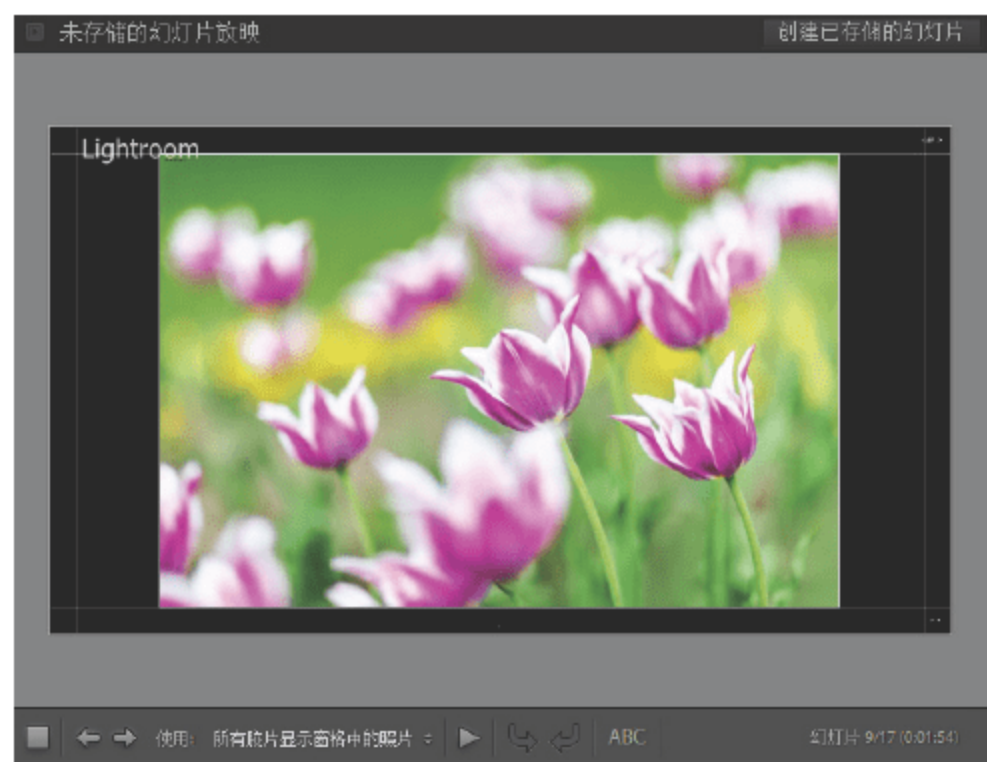 未存储的幻灯片放映
创建已存储的幻灯片
Lightroom
使用: 所有胶片显示窗格中的照片
ABC
幻灯片 9/17 (0:01:54)